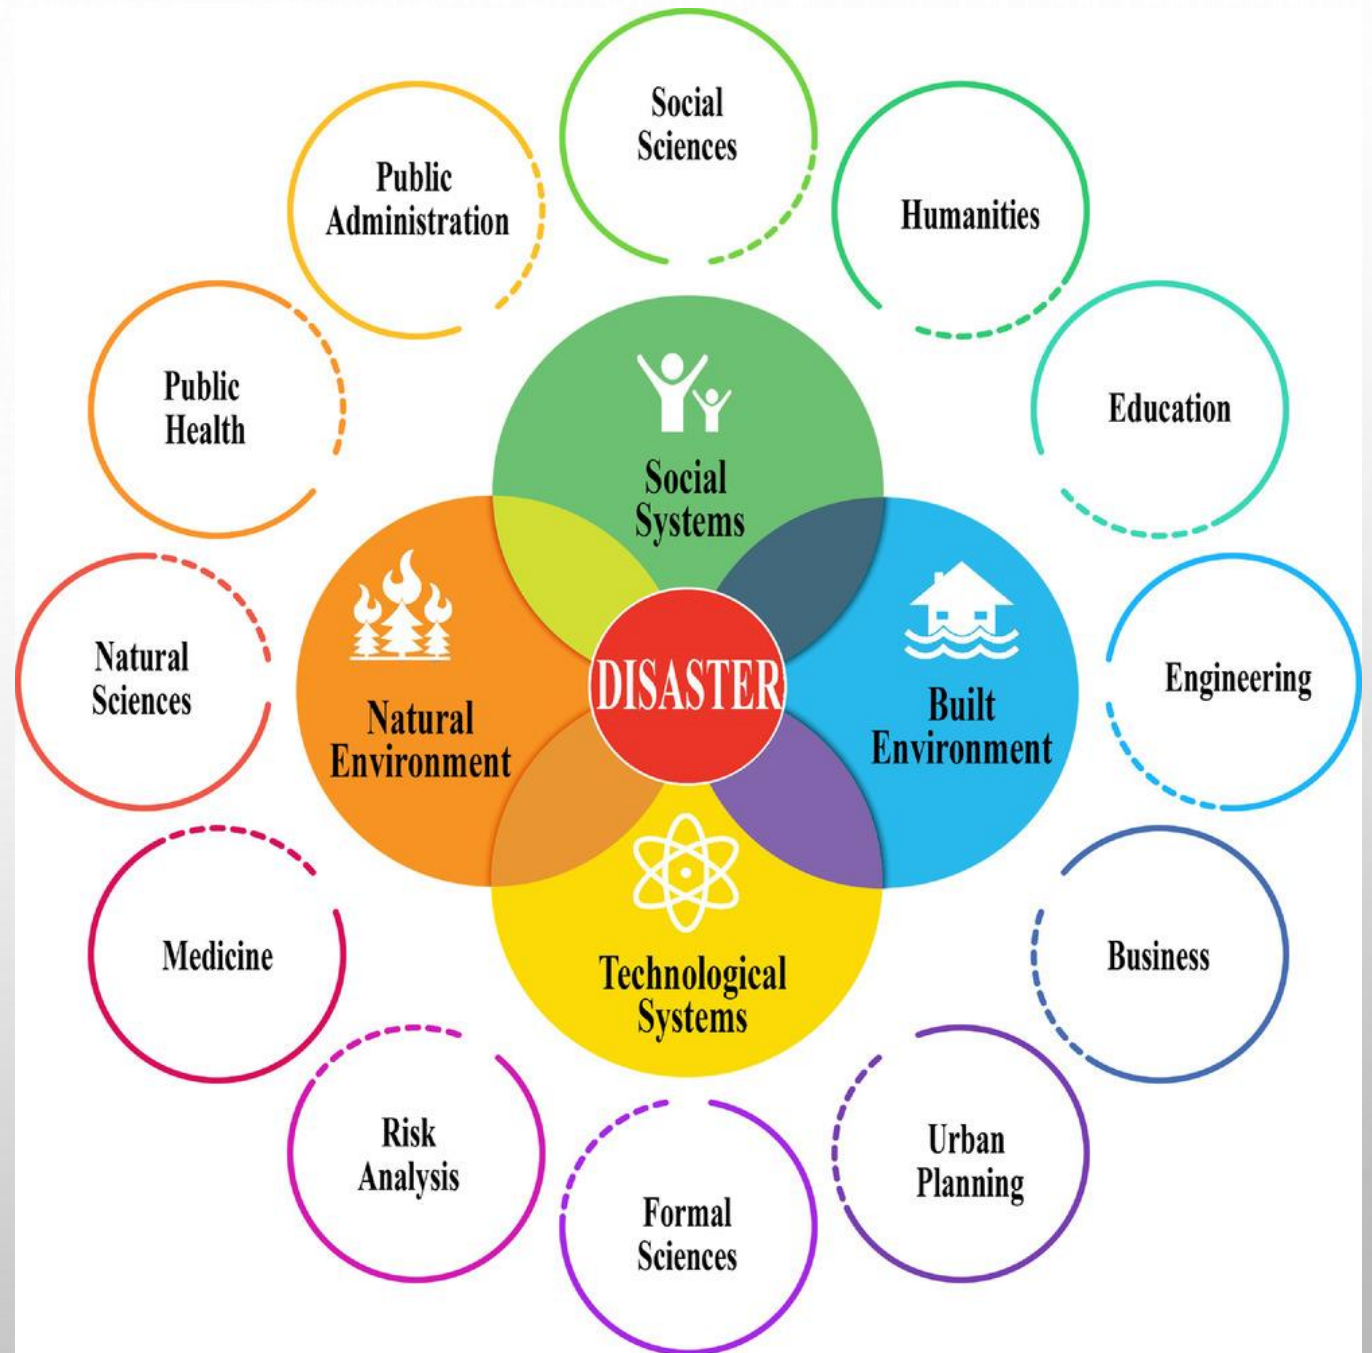 Social
Sciences
Public
Administration
Humanities
Public
Health
Education
Social
Systems
Natural
Sciences
Natural
Environment
DISASTER
Built
Environment
Engineering
Medicine
Technological
Systems
Business
Risk
Analysis
Urban
Planning
Formal
Sciences